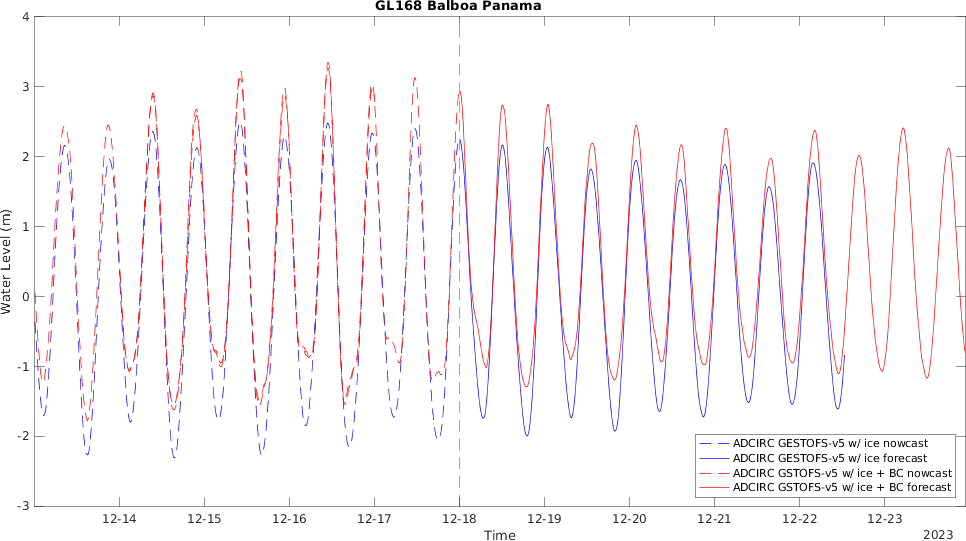 GL168 Balboa Panama
4
3
2
1
0
-1
-2
-3
Water Level (m)
12-14
12-15
12-16
12-17
12-18
12-19
12-20
12-21
12-22
12-23
Time
2023
ADCIRC GESTOFS-v5 w/ ice nowcast
ADCIRC GESTOFS-v5 w/ ice forecast
ADCIRC GSTOFS-v5 w/ ice + BC nowcast
ADCIRC GSTOFS-v5 w/ ice + BC forecast